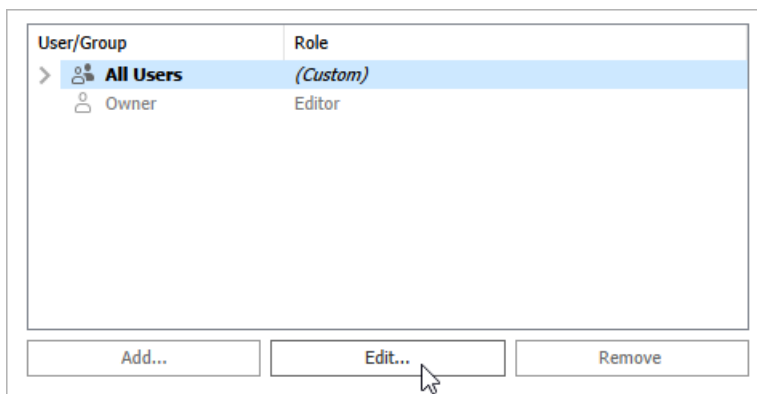 User/Group Role
All Users (Custom)
Owner Editor
Add... Edit... Remove